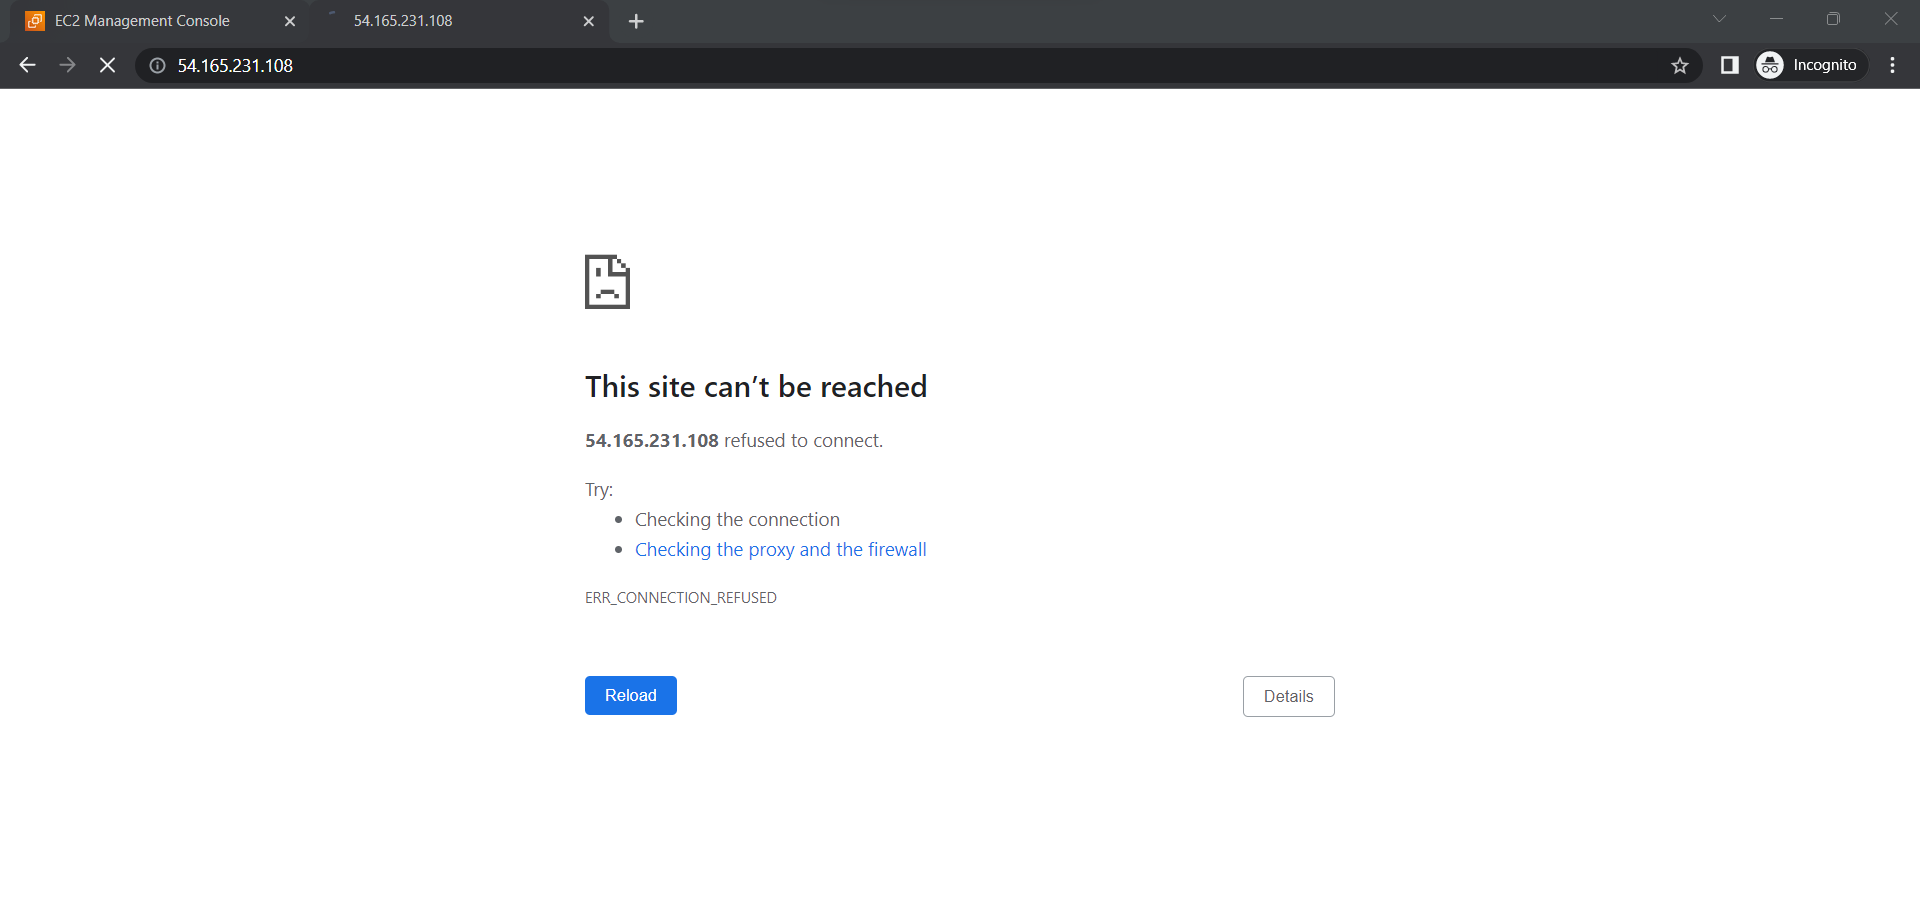 EC2 Management Console
54.165.231.108
54.165.231.108
Incognito
This site can’t be reached
54.165.231.108 refused to connect.
Try:
• Checking the connection
• Checking the proxy and the firewall
ERR_CONNECTION_REFUSED
Reload
Details